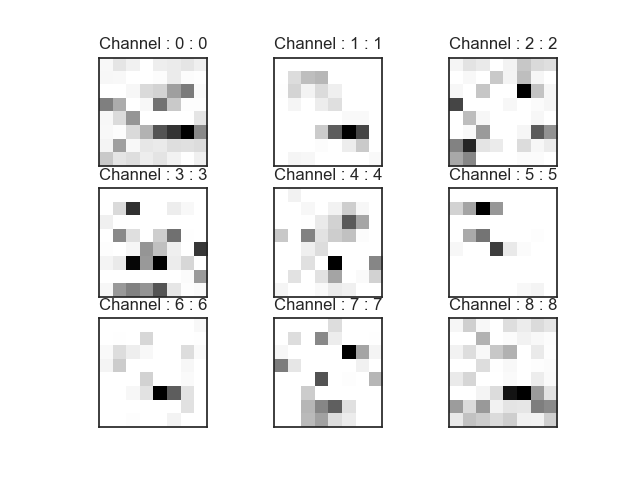 Channel : 0 : 0
Channel : 1 : 1
Channel : 2 : 2
Channel : 3 : 3
Channel : 4 : 4
Channel : 5 : 5
Channel : 6 : 6
Channel : 7 : 7
Channel : 8 : 8